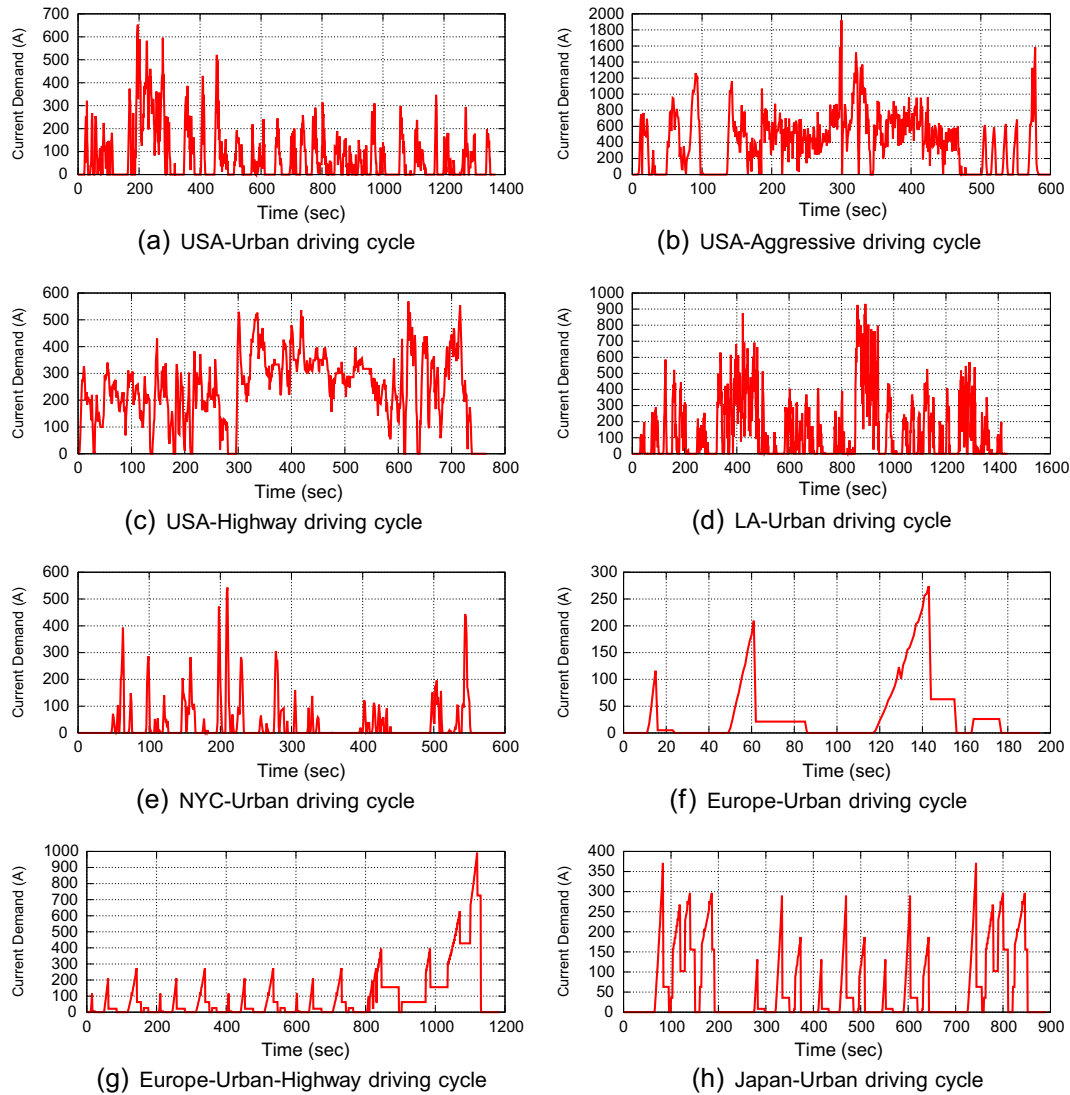 700
600
500
400
300
200
100
0
Current Demand (A)
0 200 400 600 800 1000 1200 1400
Time (sec)
(a) USA-Urban driving cycle
2000
1800
1600
1400
1200
1000
800
600
400
200
0
Current Demand (A)
0 100 200 300 400 500 600
Time (sec)
(b) USA-Aggressive driving cycle
600
500
400
300
200
100
0
Current Demand (A)
0 100 200 300 400 500 600 700 800
Time (sec)
(c) USA-Highway driving cycle
1000
900
800
700
600
500
400
300
200
100
0
Current Demand (A)
0 200 400 600 800 1000 1200 1400 1600
Time (sec)
(d) LA-Urban driving cycle
600
500
400
300
200
100
0
Current Demand (A)
0 100 200 300 400 500 600
Time (sec)
(e) NYC-Urban driving cycle
300
250
200
150
100
50
0
Current Demand (A)
0 20 40 60 80 100 120 140 160 180 200
Time (sec)
(f) Europe-Urban driving cycle
1000
900
800
700
600
500
400
300
200
100
0
Current Demand (A)
0 200 400 600 800 1000 1200
Time (sec)
(g) Europe-Urban-Highway driving cycle
400
350
300
250
200
150
100
50
0
Current Demand (A)
0 100 200 300 400 500 600 700 800 900
Time (sec)
(h) Japan-Urban driving cycle